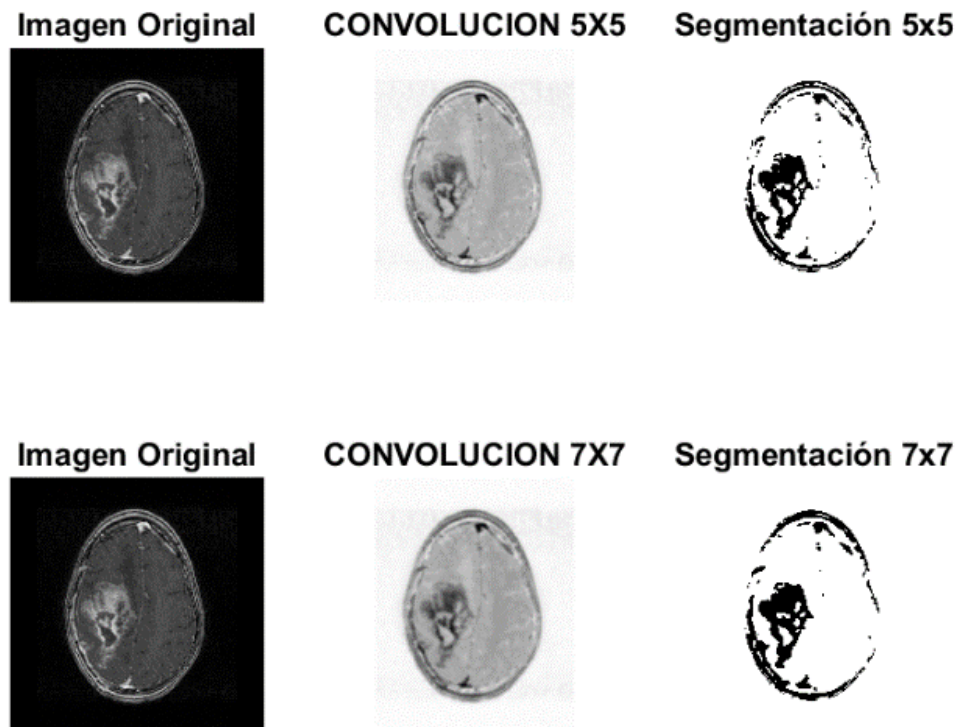 Imagen Original
CONVOLUCION 5X5
Segmentación 5x5
Imagen Original
CONVOLUCION 7X7
Segmentación 7x7